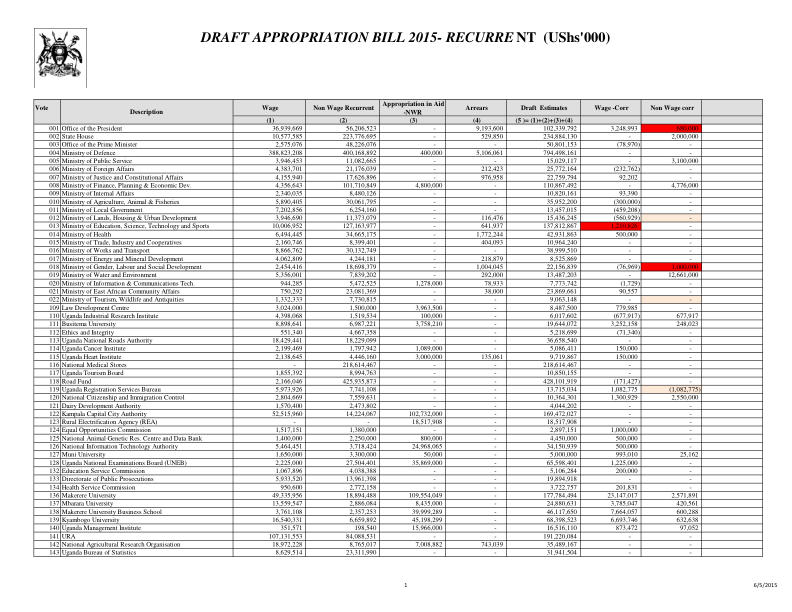 DRAFT APPROPRIATION BILL 2015- RECURRENT (UShs'000)
Vote Description Wage Non Wage Recurrent Appropriation in Aid -NWR Arrears Draft Estimates Wage -Corr Non Wage corr
(1) (2) (3) (4) (5 )= (1)+(2)+(3)+(4)
001 Office of the President 36,939,669 56,206,523 - 9,193,600 102,339,792 3,248,993
002 State House 10,577,585 223,776,695 - 529,850 234,884,130 - 2,000,000
003 Office of the Prime Minister 2,575,076 48,226,076 - - 50,801,153 (78,970) -
004 Ministry of Defence 388,823,208 400,168,892 400,000 5,106,061 794,498,161 - -
005 Ministry of Public Service 3,946,453 11,082,665 - - 15,029,117 - 3,100,000
006 Ministry of Foreign Affairs 4,383,701 21,176,039 - 212,423 25,772,164 (232,762) -
007 Ministry of Justice and Constitutional Affairs 4,155,940 17,626,896 - 976,958 22,759,794 92,202 -
008 Ministry of Finance, Planning & Economic Dev. 4,356,643 101,710,849 4,800,000 - 110,867,492 4,776,000
009 Ministry of Internal Affairs 2,340,035 8,480,126 - - 10,820,161 93,390 -
010 Ministry of Agriculture, Animal & Fisheries 5,890,405 30,061,795 - - 35,952,200 (300,000) -
011 Ministry of Local Government 7,202,856 6,254,160 - - 13,457,015 (459,208) -
012 Ministry of Lands, Housing & Urban Development 3,946,690 11,373,079 - 116,476 15,436,245 (560,929) -
013 Ministry of Education, Science, Technology and Sports 10,006,952 127,163,977 - 641,937 137,812,867 -
014 Ministry of Health 6,494,445 34,665,175 - 1,772,244 42,931,863 500,000 -
015 Ministry of Trade, Industry and Cooperatives 2,160,746 8,399,401 - 404,093 10,964,240 - -
016 Ministry of Works and Transport 8,866,762 30,132,749 - - 38,999,510 - -
017 Ministry of Energy and Mineral Development 4,062,809 4,244,181 - 218,879 8,525,869 - -
018 Ministry of Gender, Labour and Social Development 2,454,416 18,698,379 - 1,004,045 22,156,839 (76,969)
019 Ministry of Water and Environment 5,356,001 7,839,202 - 292,000 13,487,203 - 12,661,000
020 Ministry of Information & Communications Tech. 944,285 5,472,525 1,278,000 78,933 7,773,742 (1,729) -
021 Ministry of East African Community Affairs 750,292 23,081,369 - 38,000 23,869,661 90,557 -
022 Ministry of Tourism, Wildlife and Antiquities 1,332,333 7,730,815 - - 9,063,148 - -
109 Law Development Centre 3,024,000 1,500,000 3,963,500 - 8,487,500 779,985 -
110 Uganda Industrial Research Institute 4,398,068 1,519,534 100,000 - 6,017,602 (677,917) 677,917
111 Busitema University 8,898,641 6,987,221 3,758,210 - 19,644,072 3,252,158 248,023
112 Ethics and Integrity 551,340 4,667,358 - - 5,218,699 (71,340) -
113 Uganda National Roads Authority 18,429,441 18,229,099 - - 36,658,540 - -
114 Uganda Cancer Institute 2,199,469 1,797,942 1,089,000 - 5,086,411 150,000 -
115 Uganda Heart Institute 2,138,645 4,446,160 3,000,000 135,061 9,719,867 150,000 -
116 National Medical Stores 218,614,467 - - 218,614,467 - -
117 Uganda Tourism Board 1,855,392 8,994,763 - - 10,850,155 - -
118 Road Fund 2,166,046 425,935,873 - - 428,101,919 (171,427) -
119 Uganda Registration Services Bureau 5,973,926 7,741,108 - - 13,715,034 1,082,775 (1,082,775)
120 National Citizenship and Immigration Control 2,804,669 7,559,631 - - 10,364,301 1,300,929 2,550,000
121 Dairy Development Authority 1,570,400 2,473,802 - - 4,044,202 - -
122 Kampala Capital City Authority 52,515,960 14,224,067 102,732,000 - 169,472,027 - -
123 Rural Electrification Agency (REA) - - 18,517,908 - 18,517,908 - -
124 Equal Opportunities Commission 1,517,151 1,380,000 - - 2,897,151 1,000,000 -
125 National Animal Genetic Res. Centre and Data Bank 1,400,000 2,250,000 800,000 - 4,450,000 500,000 -
126 National Information Technology Authority 5,464,451 3,718,424 24,968,065 - 34,150,939 500,000 -
127 Muni University 1,650,000 3,300,000 50,000 - 5,000,000 993,010 25,162
128 Uganda National Examinations Board (UNEB) 2,225,000 27,504,401 35,869,000 - 65,598,401 1,225,000 -
132 Education Service Commission 1,067,896 4,038,388 - - 5,106,284 200,000 -
133 Directorate of Public Prosecutions 5,933,520 13,961,398 - - 19,894,918 -
134 Health Service Commission 950,600 2,772,158 - - 3,722,757 201,831 -
136 Makerere University 49,335,956 18,894,488 109,554,049 - 177,784,494 23,147,017 2,571,891
137 Mbarara University 13,559,547 2,886,084 8,435,000 - 24,880,631 3,785,047 420,561
138 Makerere University Business School 3,761,108 2,357,253 39,999,289 - 46,117,650 7,664,057 600,288
139 Kyambogo University 16,540,331 6,659,892 45,198,299 - 68,398,523 6,693,746 632,638
140 Uganda Management Institute 351,571 198,540 15,966,000 - 16,516,110 873,472 97,052
141 URA 107,131,553 84,088,531 - 191,220,084 - -
142 National Agricultural Research Organisation 18,972,228 8,765,017 7,008,882 743,039 35,489,167 - -
143 Uganda Bureau of Statistics 8,629,514 23,311,990 - - 31,941,504 - -
1 6/5/2015